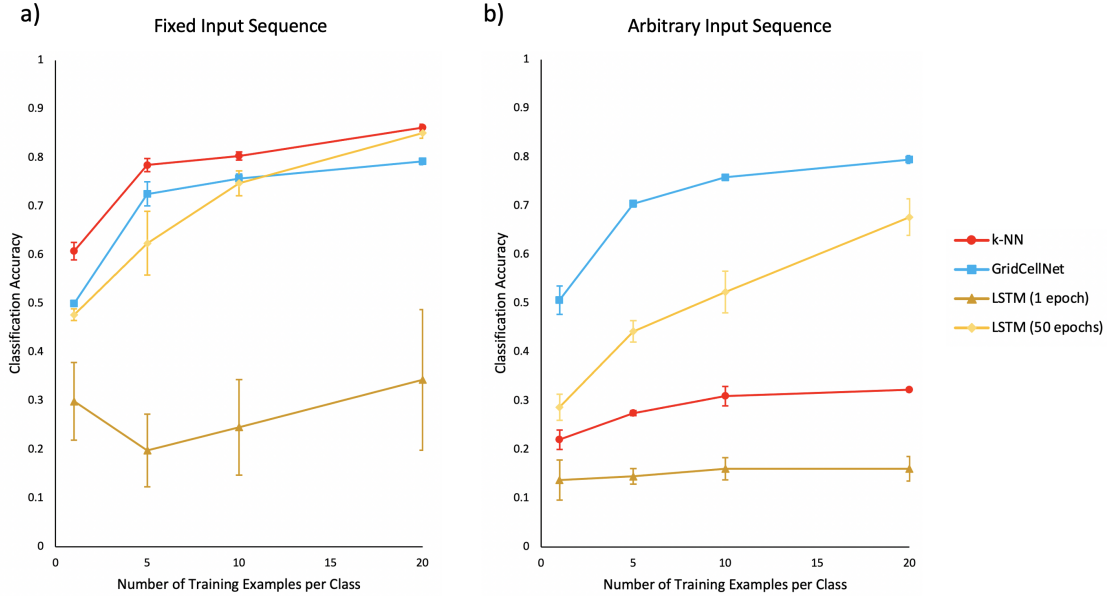 a)
Fixed Input Sequence
Classification Accuracy
1
0.9
0.8
0.7
0.6
0.5
0.4
0.3
0.2
0.1
0
0
5
10
15
20
Number of Training Examples per Class
b)
Arbitrary Input Sequence
Classification Accuracy
1
0.9
0.8
0.7
0.6
0.5
0.4
0.3
0.2
0.1
0
0
5
10
15
20
Number of Training Examples per Class
k-NN
GridCellNet
LSTM (1 epoch)
LSTM (50 epochs)